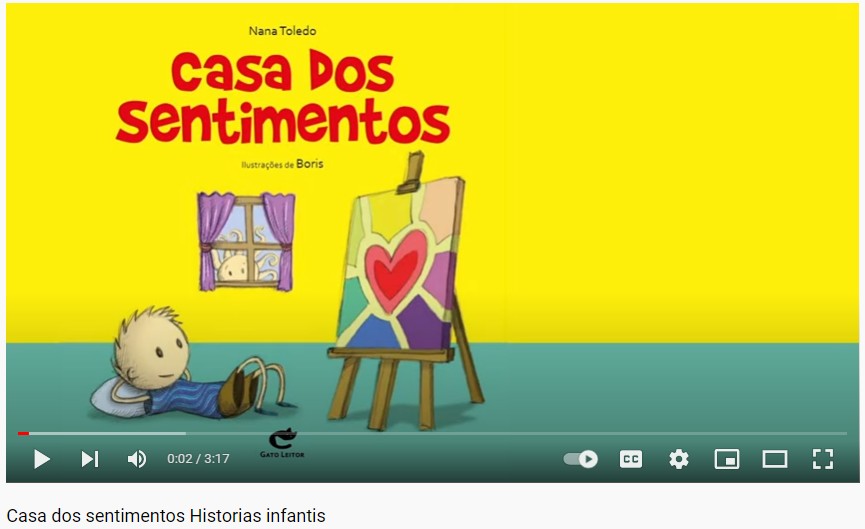 Nana Toledo
Casa Dos
Sentimentos
Ilustrações de Boris
GATO LEITOR
0:02 / 3:17
CC
Casa dos sentimentos Historias infantis